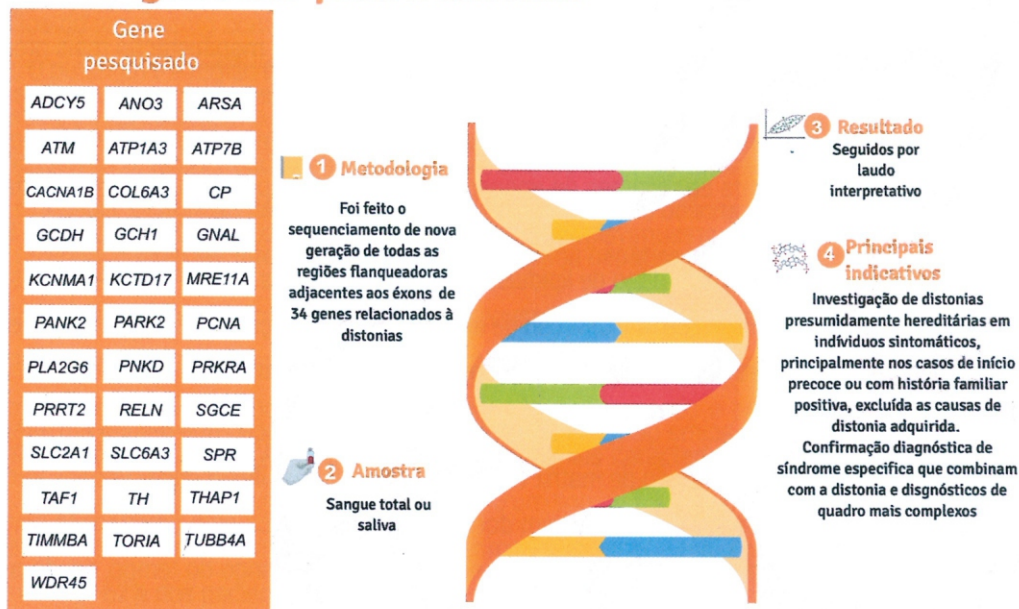 Gene
pesquisado
ADCY5 ANO3 ARSA
ATM ATP1A3 ATP7B
CACNA1B COL6A3 CP
GCDH GCH1 GNAL
KCNMA1 KCTD17 MRE11A
PANK2 PARK2 PCNA
PLA2G6 PNKD PRKRA
PRRT2 RELN SGCE
SLC2A1 SLC6A3 SPR
TAF1 TH THAP1
TIMMBA TORIA TUBB4A
WDR45
1 Metodologia
Foi feito o
sequenciamento de nova
geração de todas as
regiões flanqueadoras
adjacentes aos éxons de
34 genes relacionados à
distonias
2 Amostra
Sangue total ou
saliva
3 Resultado
Seguidos por
laudo
interpretativo
4 Principais
indicativos
Investigação de distonias
presumidamente hereditárias em
indíviduos sintomáticos,
principalmente nos casos de início
precoce ou com história familiar
positiva, excluída as causas de
distonia adquirida.
Confirmação diagnóstica de
síndrome especifica que combinam
com a distonia e disgnósticos de
quadro mais complexos